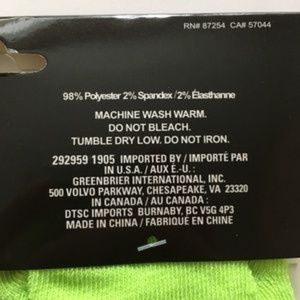 RN# 87254 CA# 57044
98% Polyester 2% Spandex /2% Élasthanne
MACHINE WASH WARM.
DO NOT BLEACH.
TUMBLE DRY LOW. DO NOT IRON.
292959 1905 IMPORTED BY / IMPORTÉ PAR
IN U.S.A. / AUX É.U. :
GREENBRIER INTERNATIONAL, INC.
500 VOLVO PARKWAY, CHESAPEAKE, VA 23320
IN CANADA / AU CANADA :
DTSC IMPORTS BURNABY, BC V5G 4P3
MADE IN CHINA / FABRIQUÉ EN CHINE